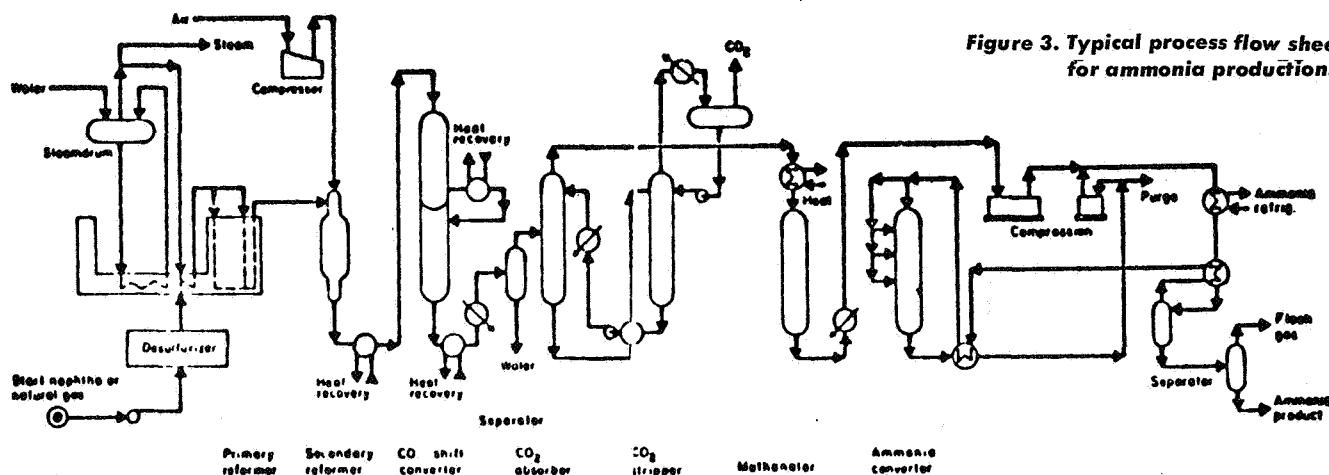 Figure 3. Typical process flow shee
for ammonia production.
Air
Steam
Water
Compressor
Steamdrum
Heat
recovery
CO2
Heat
Ammonia
refrig.
Purge
Compression
Desulfurizer
Start naphtha or
natural gas
Heat
recovery
Heat
recovery
Water
Separator
Flash
gas
Separator
Ammonia
product
Primary
reformer
Secondary
reformer
CO shift
converter
CO2
absorber
CO2
stripper
Methanator
Ammonia
converter